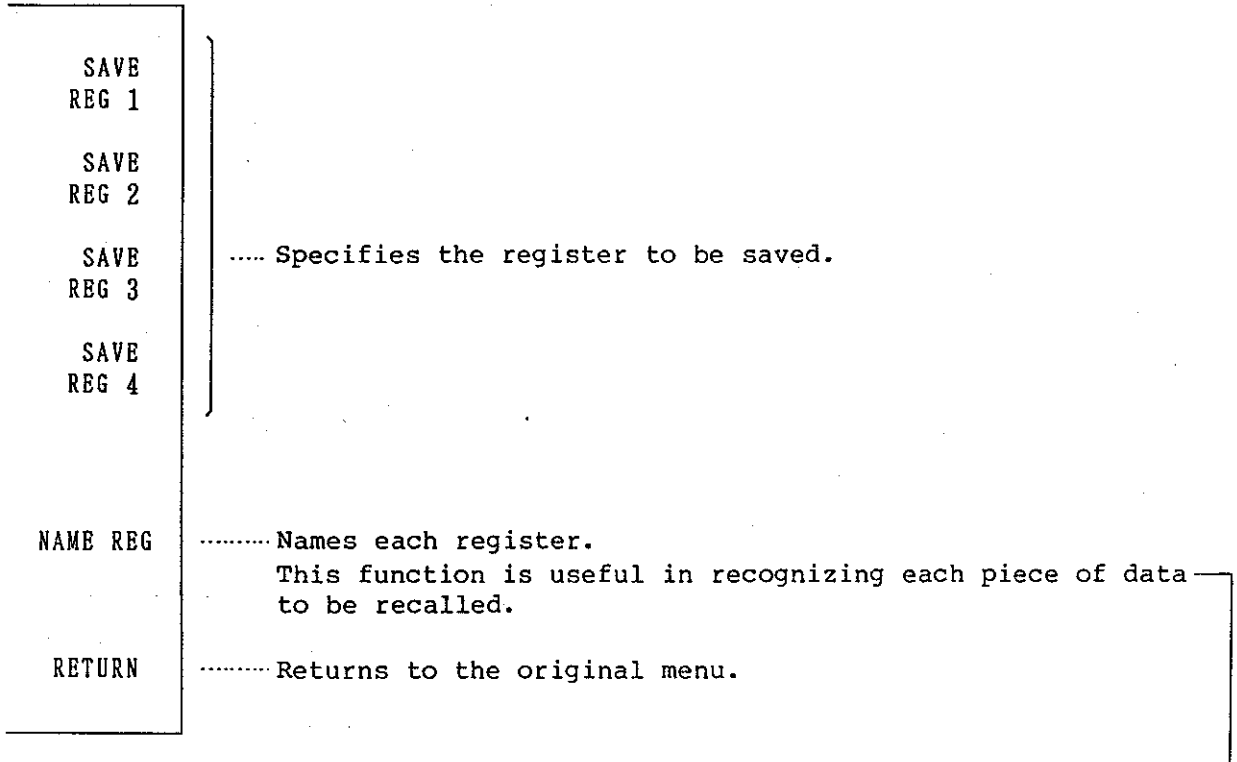 SAVE
REG 1
SAVE
REG 2
SAVE
REG 3
..... Specifies the register to be saved.
SAVE
REG 4
NAME REG .......... Names each register.
This function is useful in recognizing each piece of data
to be recalled.
RETURN .......... Returns to the original menu.